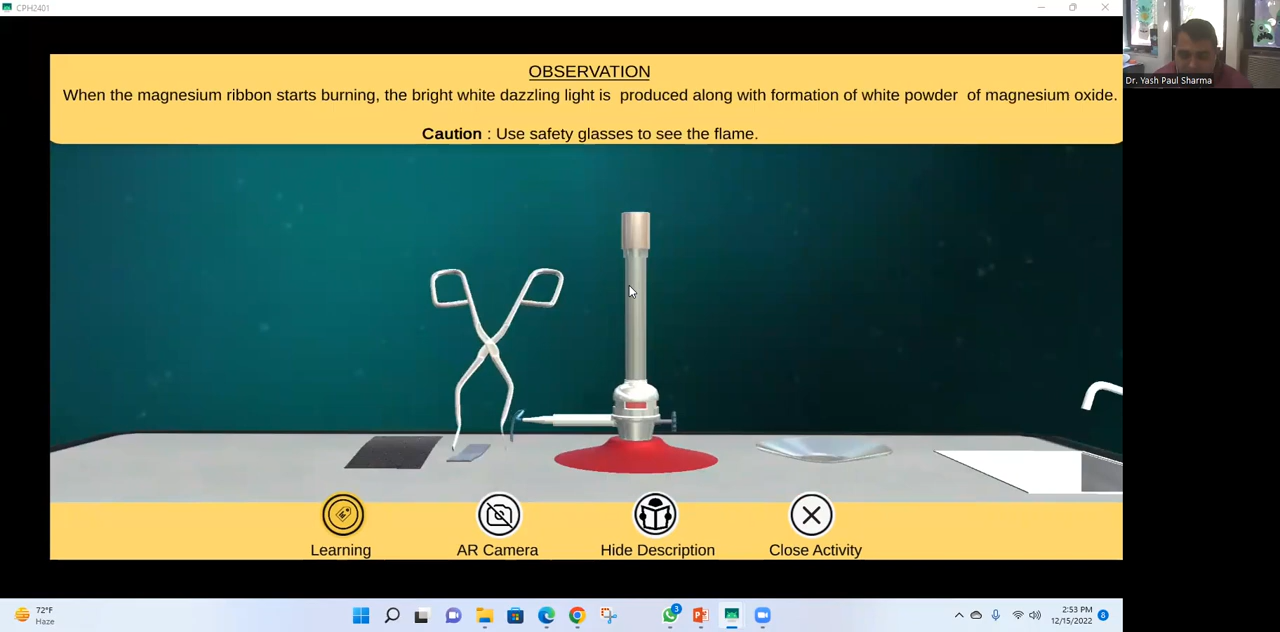 CPH2401
Dr. Yash Paul Sharma
OBSERVATION
When the magnesium ribbon starts burning, the bright white dazzling light is produced along with formation of white powder of magnesium oxide.
Caution : Use safety glasses to see the flame.
Learning
AR Camera
Hide Description
Close Activity
72°F
Haze
3
2:53 PM
12/15/2022
8